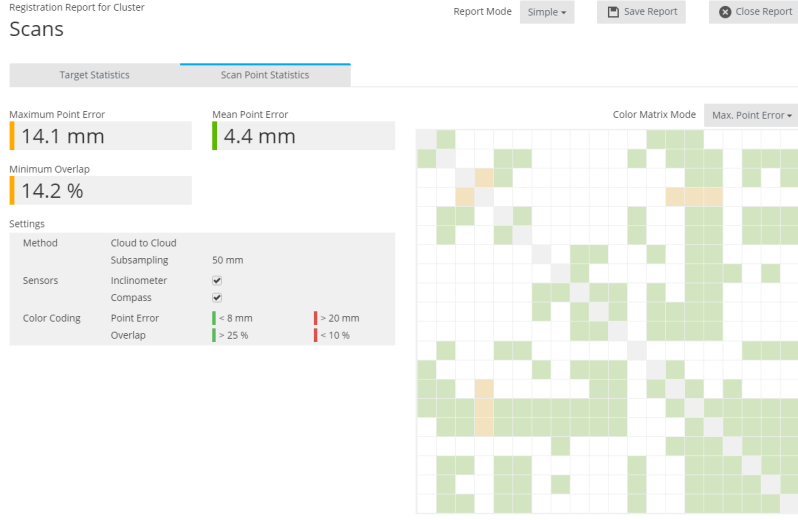 Registration Report for Cluster
Scans
Report Mode Simple Save Report Close Report
Target Statistics Scan Point Statistics
Maximum Point Error Mean Point Error Color Matrix Mode Max. Point Error
14.1 mm 4.4 mm
Minimum Overlap
14.2 %
Settings
Method Cloud to Cloud
Subsampling 50 mm
Sensors Inclinometer
Compass
Color Coding Point Error < 8 mm > 20 mm
Overlap > 25 % < 10 %